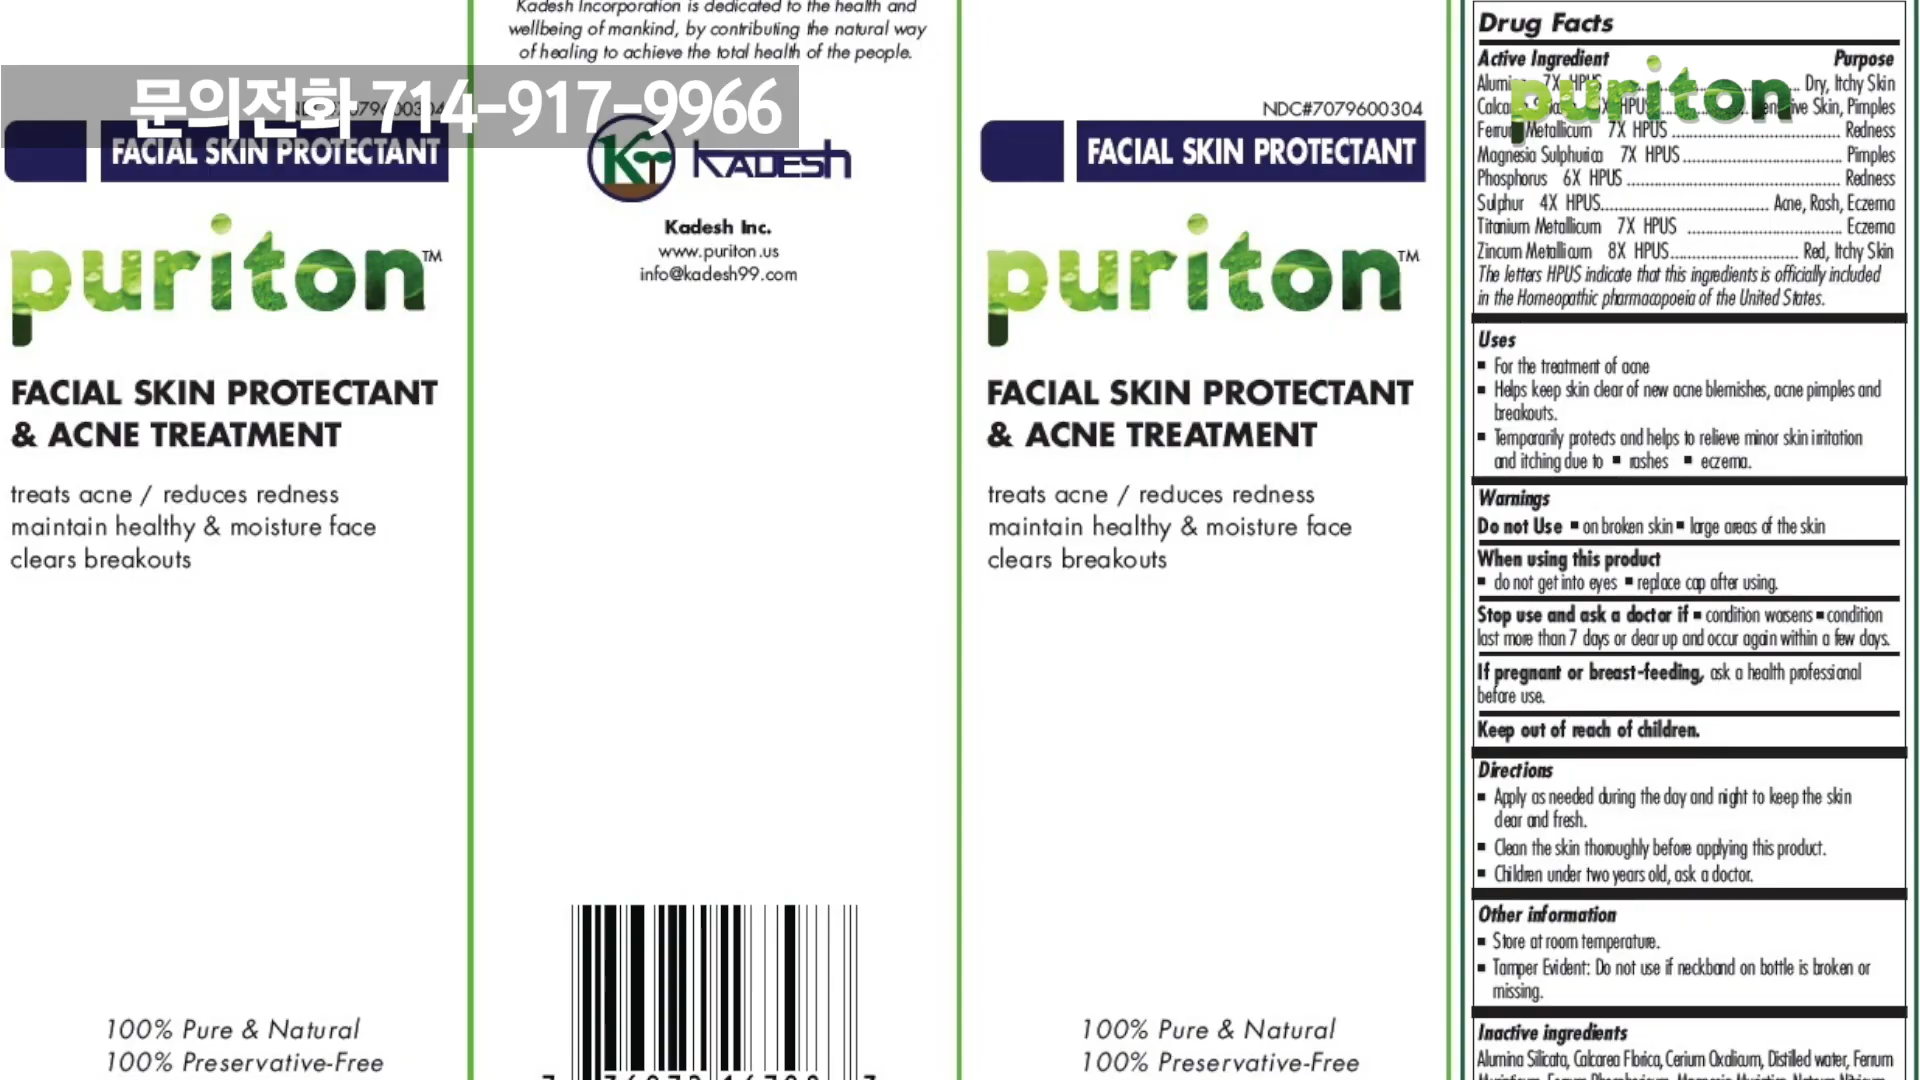 Kadesh Incorporation is dedicated to the health and
wellbeing of mankind, by contributing the natural way
of healing to achieve the total health of the people.
문의전화 714-917-9966
FACIAL SKIN PROTECTANT
puriton™
FACIAL SKIN PROTECTANT
& ACNE TREATMENT
treats acne / reduces redness
maintain healthy & moisture face
clears breakouts
100% Pure & Natural
100% Preservative-Free
KADESH
Kadesh Inc.
www.puriton.us
info@kadesh99.com
NDC#7079600304
FACIAL SKIN PROTECTANT
puriton™
FACIAL SKIN PROTECTANT
& ACNE TREATMENT
treats acne / reduces redness
maintain healthy & moisture face
clears breakouts
100% Pure & Natural
100% Preservative-Free
puriton
Drug Facts
Active Ingredient Purpose
7X HPUS Dry, Itchy Skin
HPUS Skin, Pimples
Ferrum Metallicum 7X HPUS Redness
Magnesia Sulphurica 7X HPUS Pimples
Phosphorus 6X HPUS Redness
Sulphur 4X HPUS Acne, Rash, Eczema
Titanium Metallicum 7X HPUS Eczema
Zincum Metallicum 8X HPUS Red, Itchy Skin
The letters HPUS indicate that this ingredients is officially included
in the Homeopathic pharmacopoeia of the United States.
Uses
▪ For the treatment of acne
▪ Helps keep skin clear of new acne blemishes, acne pimples and
breakouts.
▪ Temporarily protects and helps to relieve minor skin irritation
and itching due to ▪ rashes ▪ eczema.
Warnings
Do not Use ▪ on broken skin ▪ large areas of the skin
When using this product
▪ do not get into eyes ▪ replace cap after using.
Stop use and ask a doctor if ▪ condition worsens ▪ condition
last more than 7 days or clear up and occur again within a few days.
If pregnant or breast-feeding, ask a health professional
before use.
Keep out of reach of children.
Directions
▪ Apply as needed during the day and night to keep the skin
clear and fresh.
▪ Clean the skin thoroughly before applying this product.
▪ Children under two years old, ask a doctor.
Other information
▪ Store at room temperature.
▪ Tamper Evident: Do not use if neckband on bottle is broken or
missing.
Inactive ingredients
Alumina Silicata, Calcarea Florica, Cerium Oxalicum, Distilled water, Ferrum